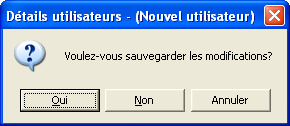 Détails utilisateurs - (Nouvel utilisateur)
Voulez-vous sauvegarder les modifications?
Oui Non Annuler